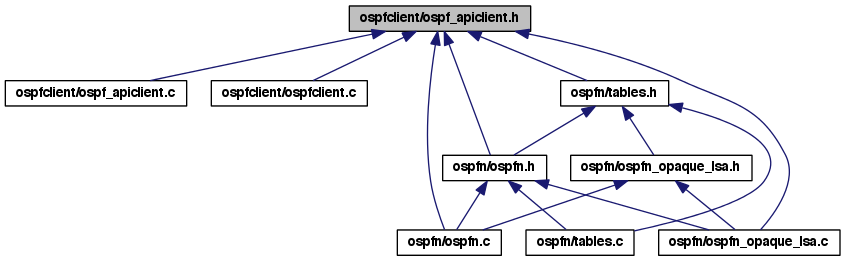 ospfclient/ospf_apiclient.h
ospfclient/ospf_apiclient.c
ospfclient/ospfclient.c
ospfn/tables.h
ospfn/ospfn.h
ospfn/ospfn_opaque_lsa.h
ospfn/ospfn.c
ospfn/tables.c
ospfn/ospfn_opaque_lsa.c